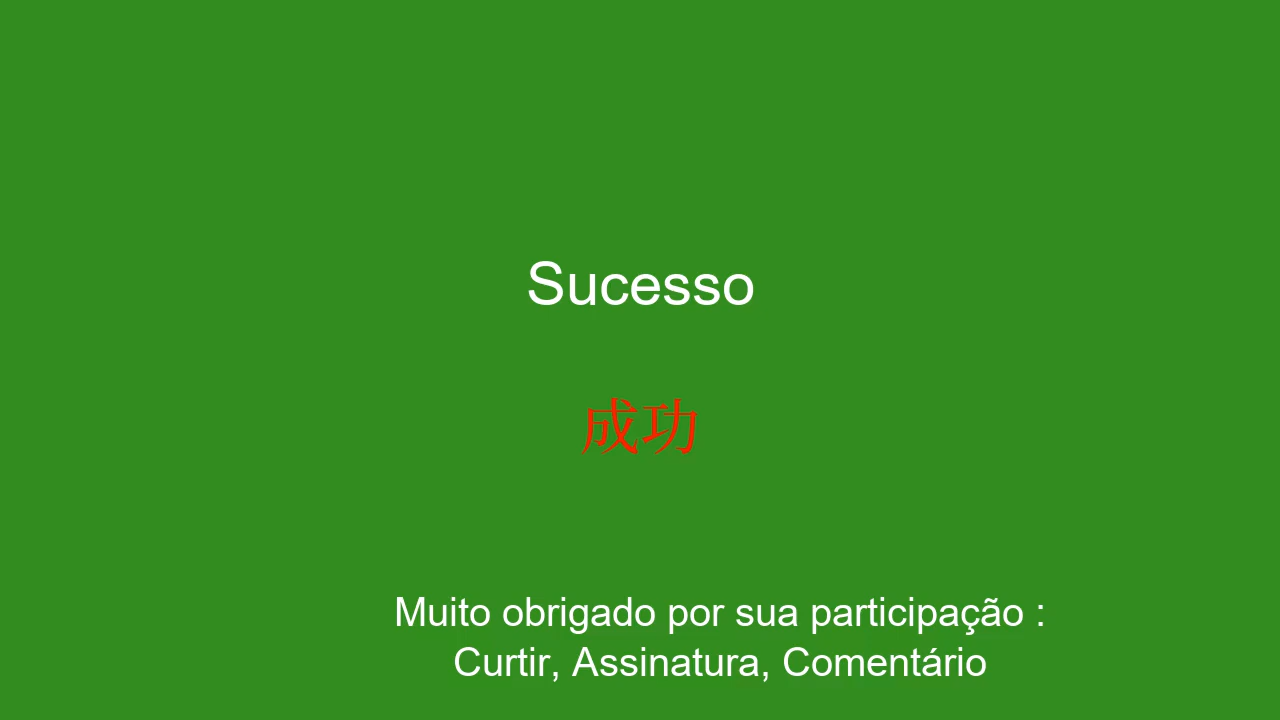 Sucesso
成功
Muito obrigado por sua participação :
Curtir, Assinatura, Comentário